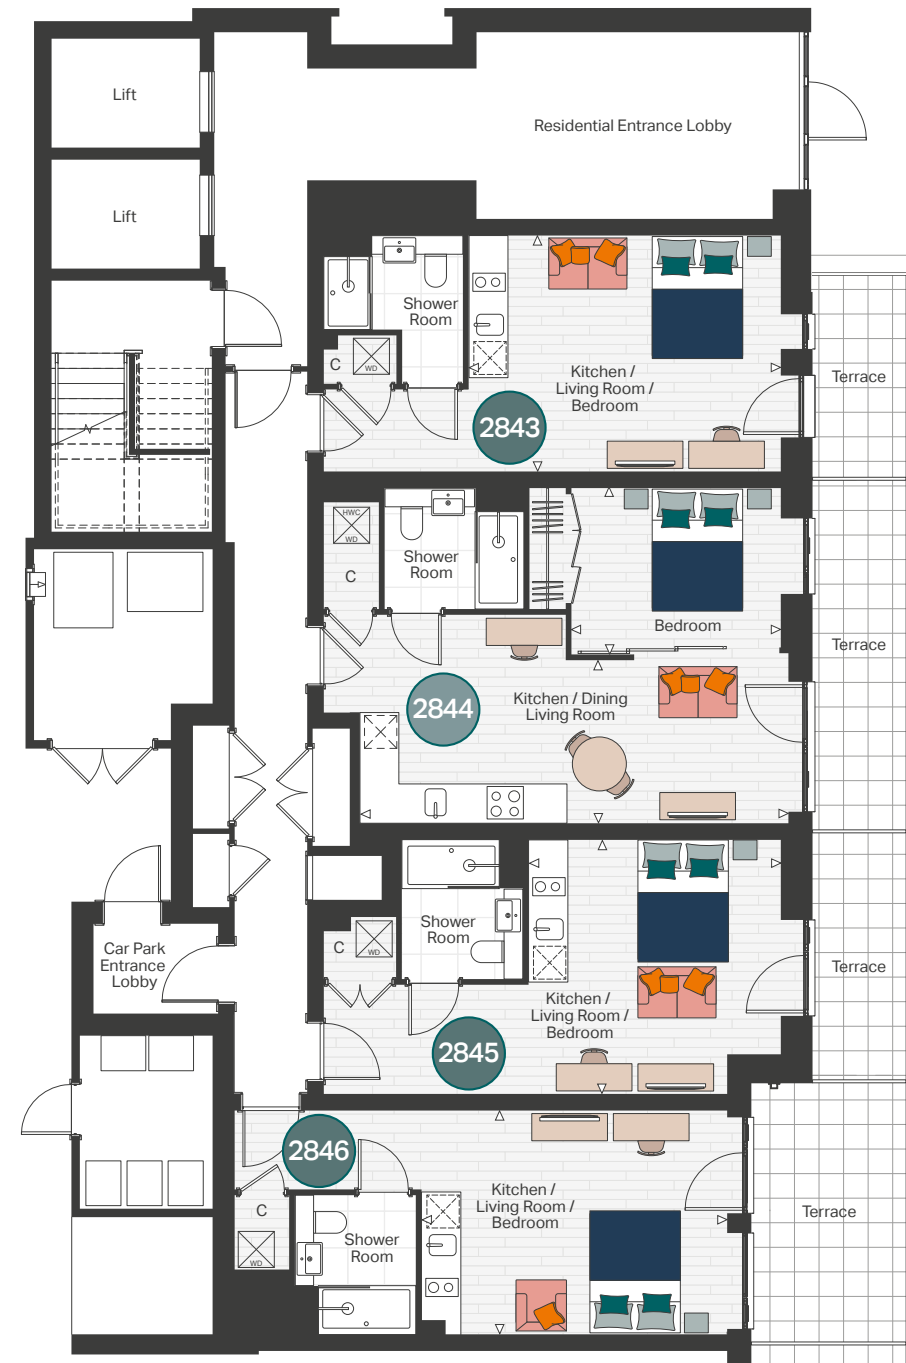 Lift
Residential Entrance Lobby
Lift
Shower
Room
C
WD
Kitchen /
Living Room /
Bedroom
Terrace
2843
HWC
WD
C
Shower
Room
Bedroom
Terrace
2844
Kitchen / Dining
Living Room
Shower
Room
C
WD
Car Park
Entrance
Lobby
Kitchen /
Living Room /
Bedroom
Terrace
2845
2846
C
WD
Shower
Room
Kitchen /
Living Room /
Bedroom
Terrace